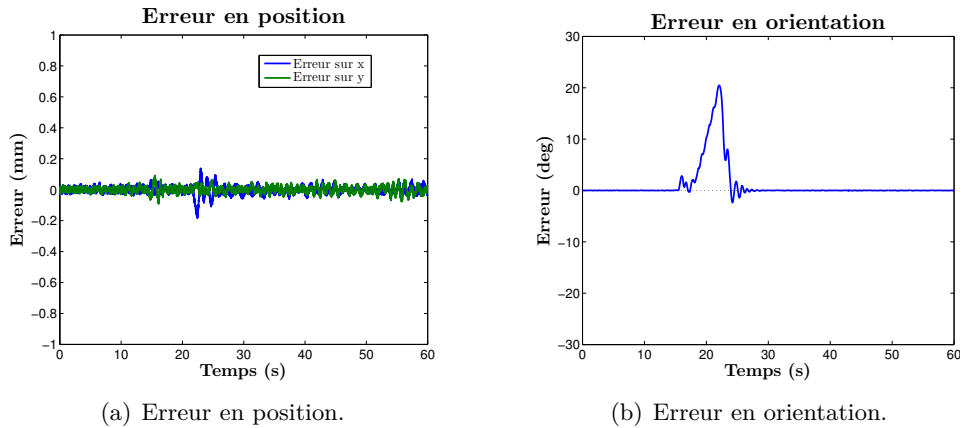 Erreur en position
1
0.8
0.6
0.4
0.2
0
−0.2
−0.4
−0.6
−0.8
−1
Erreur (mm)
Erreur sur x
Erreur sur y
0 10 20 30 40 50 60
Temps (s)
(a) Erreur en position.
Erreur en orientation
30
20
10
0
−10
−20
−30
Erreur (deg)
0 10 20 30 40 50 60
Temps (s)
(b) Erreur en orientation.